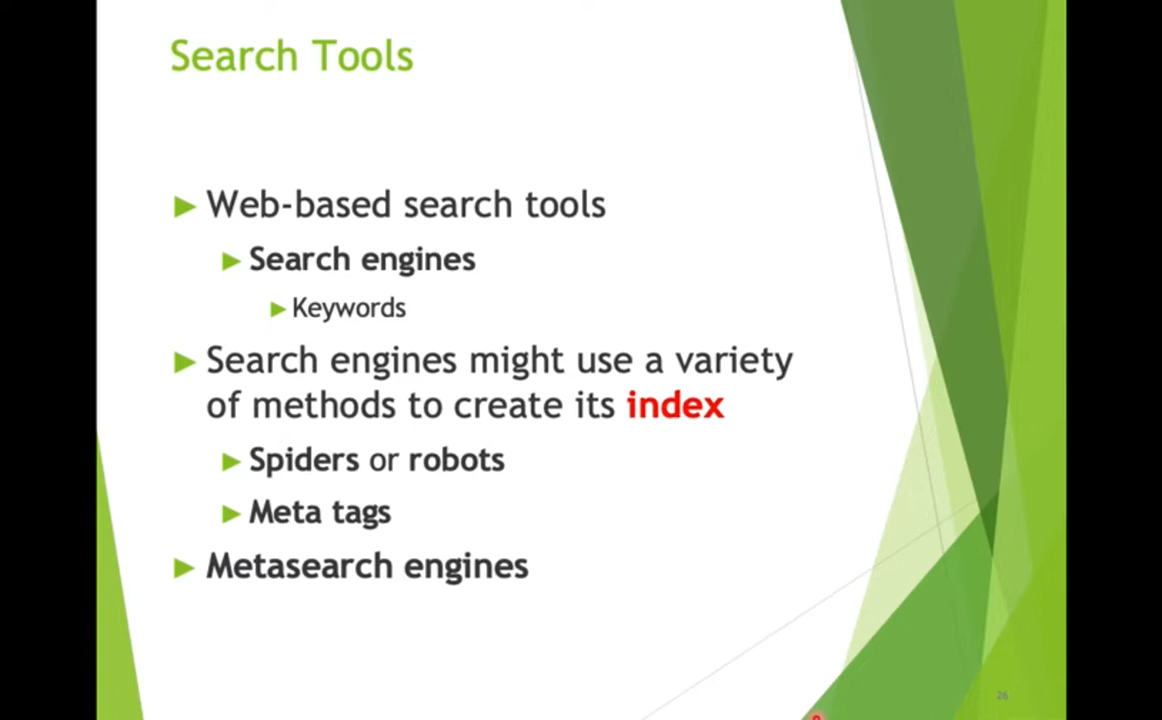 Search Tools
Web-based search tools
Search engines
Keywords
Search engines might use a variety
of methods to create its index
Spiders or robots
Meta tags
Metasearch engines
26